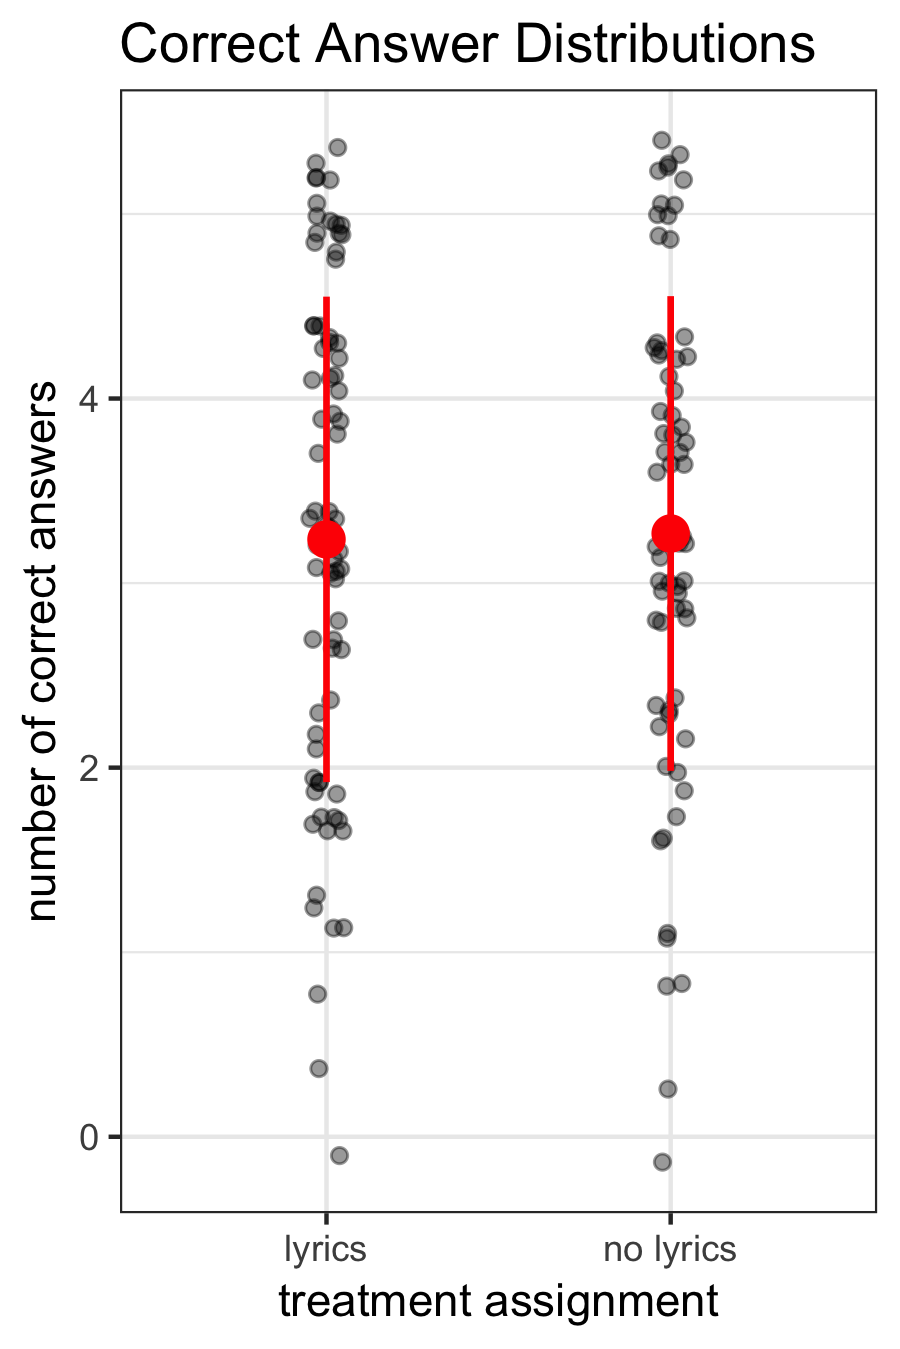 Correct Answer Distributions
number of correct answers
4
2
0
lyrics
no lyrics
treatment assignment